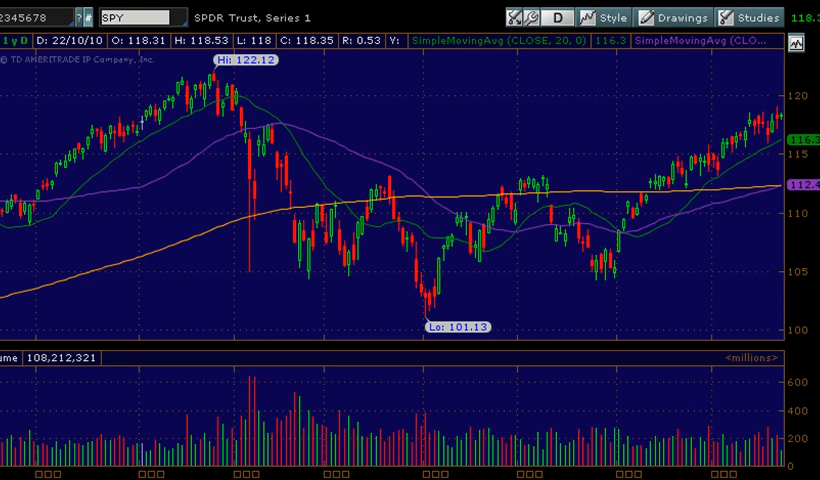 2345678 ? # SPY SPDR Trust, Series 1 D Style Drawings Studies 118.
1 y D D: 22/10/10 O: 118.31 H: 118.53 L: 118 C: 118.35 R: 0.53 Y: SimpleMovingAvg (CLOSE, 20, 0) 116.3 SimpleMovingAvg (CLO...
© TD AMERITRADE IP Company, Inc.
Hi: 122.12
120
116.3
115
112.4
110
105
Lo: 101.13
100
ume 108,212,321 <millions>
600
400
200
0